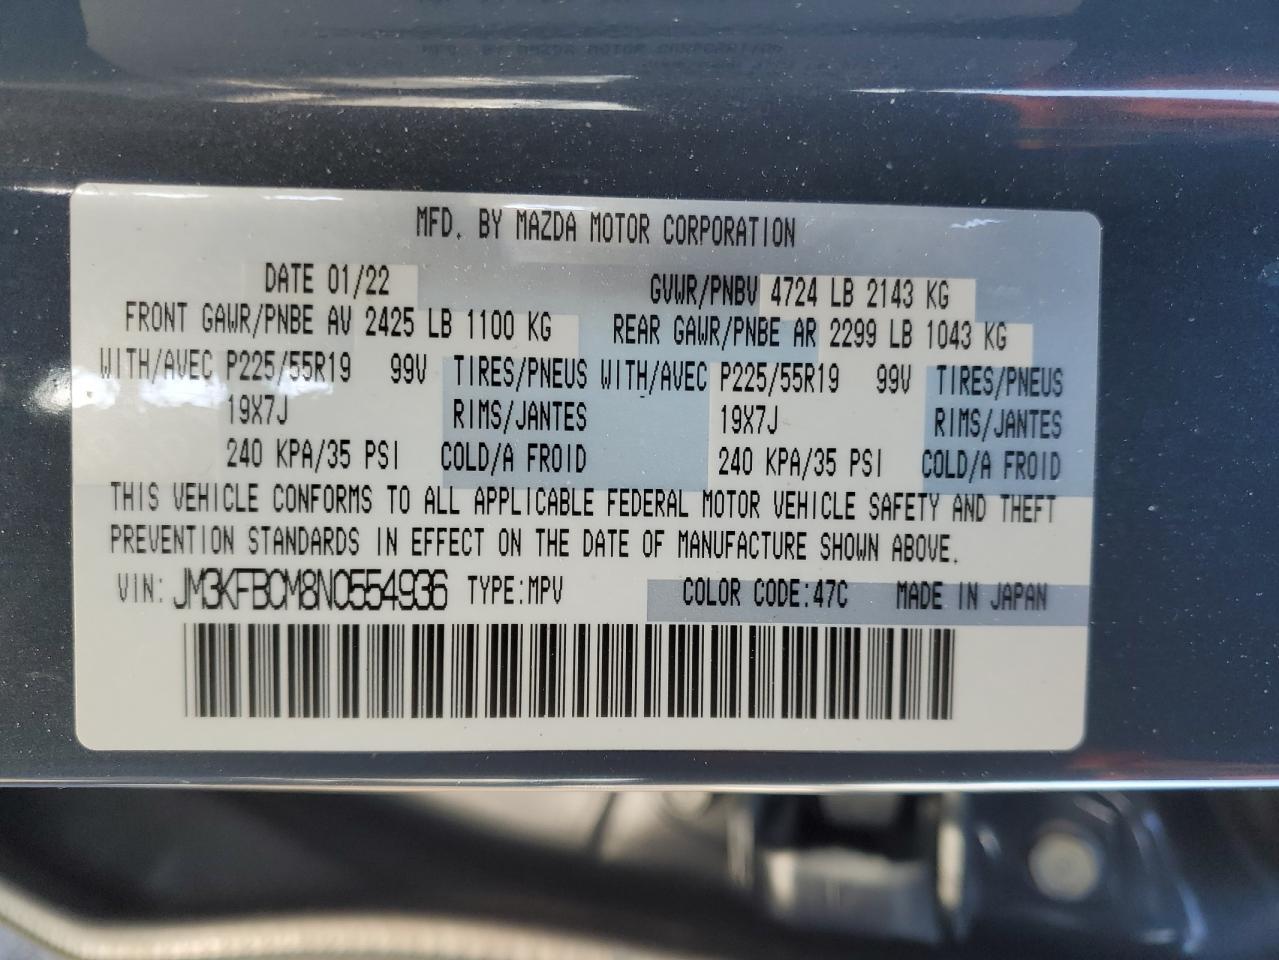 MFD. BY MAZDA MOTOR CORPORATION
DATE 01/22 GVWR/PNBV 4724 LB 2143 KG
FRONT GAWR/PNBE AV 2425 LB 1100 KG REAR GAWR/PNBE AR 2299 LB 1043 KG
WITH/AVEC P225/55R19 99V TIRES/PNEUS WITH/AVEC P225/55R19 99V TIRES/PNEUS
19X7J RIMS/JANTES 19X7J RIMS/JANTES
240 KPA/35 PSI COLD/A FROID 240 KPA/35 PSI COLD/A FROID
THIS VEHICLE CONFORMS TO ALL APPLICABLE FEDERAL MOTOR VEHICLE SAFETY AND THEFT
PREVENTION STANDARDS IN EFFECT ON THE DATE OF MANUFACTURE SHOWN ABOVE.
VIN: JM3KFBCM8N0554936 TYPE:MPV COLOR CODE:47C MADE IN JAPAN